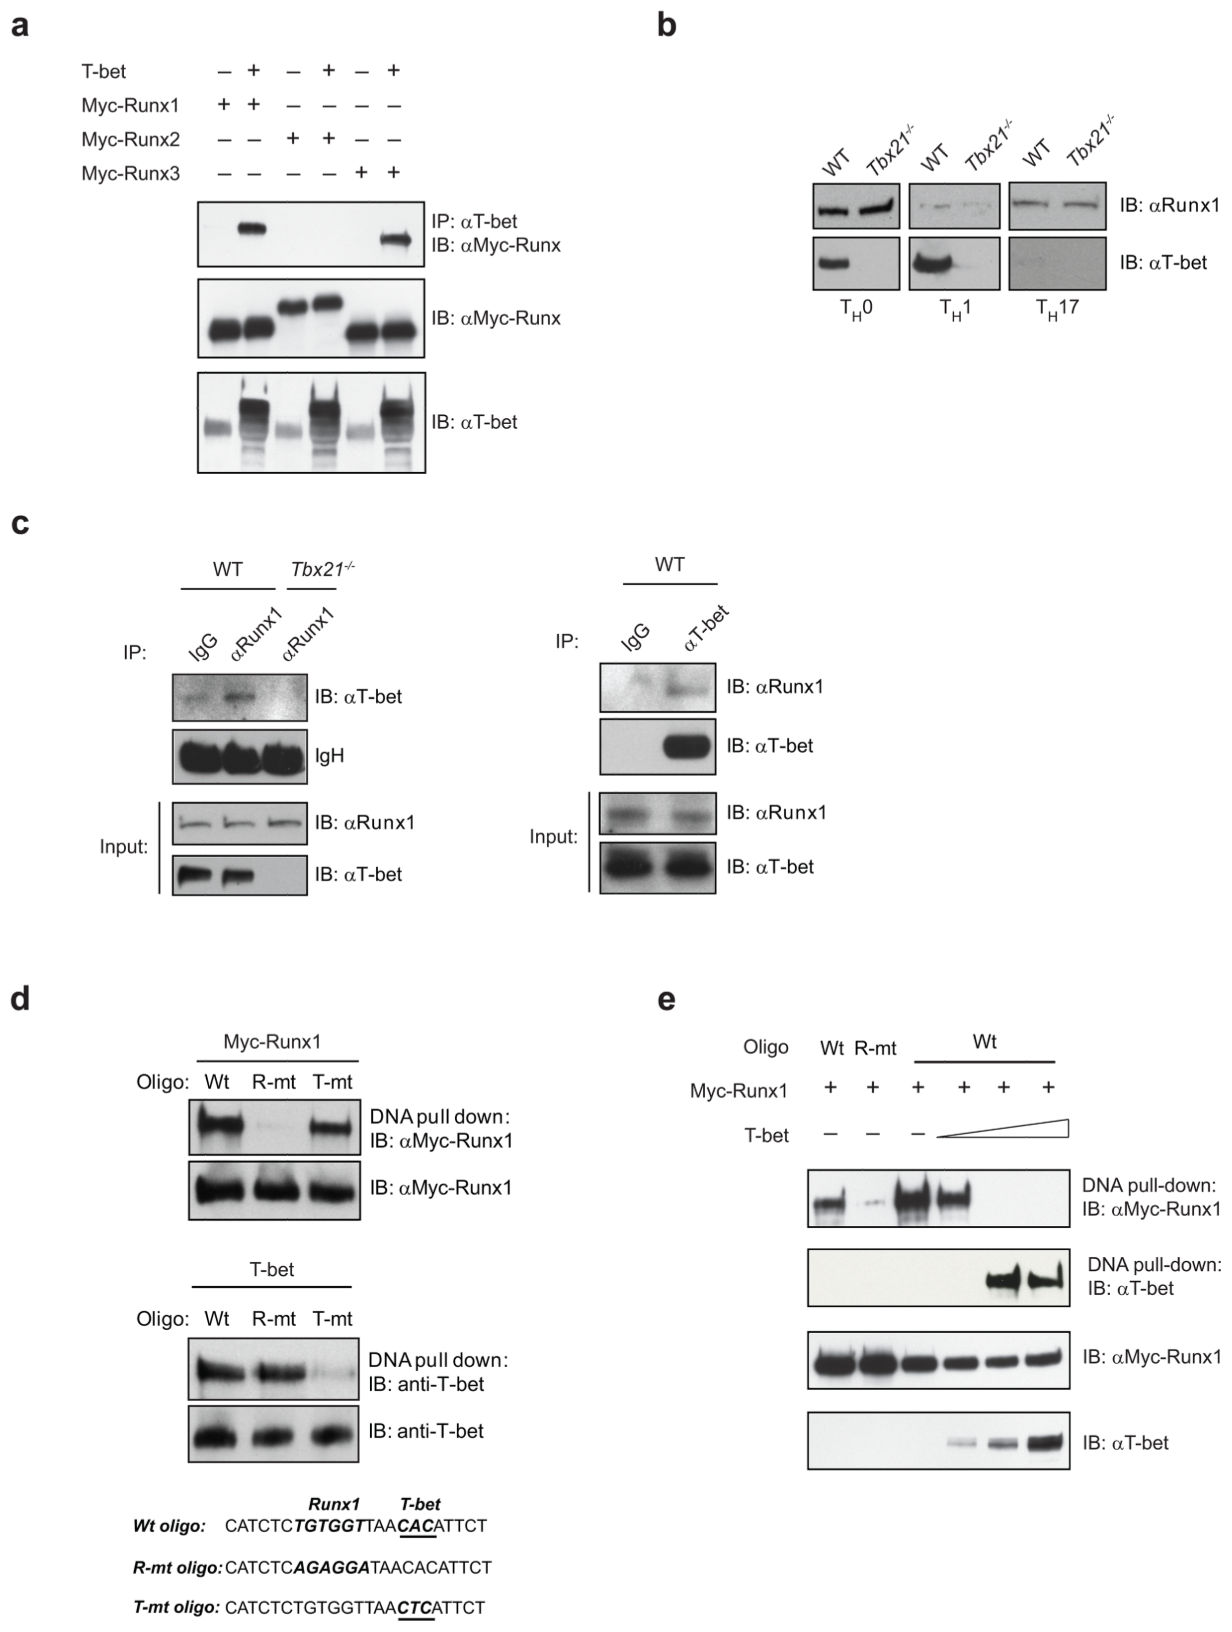 a
T-bet – + – + – +
Myc-Runx1 + + – – – –
Myc-Runx2 – – + + – –
Myc-Runx3 – – – – + +
IP: αT-bet
IB: αMyc-Runx
IB: αMyc-Runx
IB: αT-bet
b
WT Tbx21-/- WT Tbx21-/- WT Tbx21-/-
IB: αRunx1
IB: αT-bet
TH0 TH1 TH17
c
WT Tbx21-/-
IP: IgG αRunx1 αRunx1
IB: αT-bet
IgH
Input:
IB: αRunx1
IB: αT-bet
WT
IP: IgG αT-bet
IB: αRunx1
IB: αT-bet
Input:
IB: αRunx1
IB: αT-bet
d
Myc-Runx1
Oligo: Wt R-mt T-mt
DNA pull down:
IB: αMyc-Runx1
IB: αMyc-Runx1
T-bet
Oligo: Wt R-mt T-mt
DNA pull down:
IB: anti-T-bet
IB: anti-T-bet
Runx1 T-bet
Wt oligo: CATCTCTGTGGTTAACACATTCT
R-mt oligo: CATCTCAGAGGATAACACATTCT
T-mt oligo: CATCTCTGTGGTTAACTCATTCT
e
Oligo Wt R-mt Wt
Myc-Runx1 + + + + + +
T-bet – – –
DNA pull-down:
IB: αMyc-Runx1
DNA pull-down:
IB: αT-bet
IB: αMyc-Runx1
IB: αT-bet